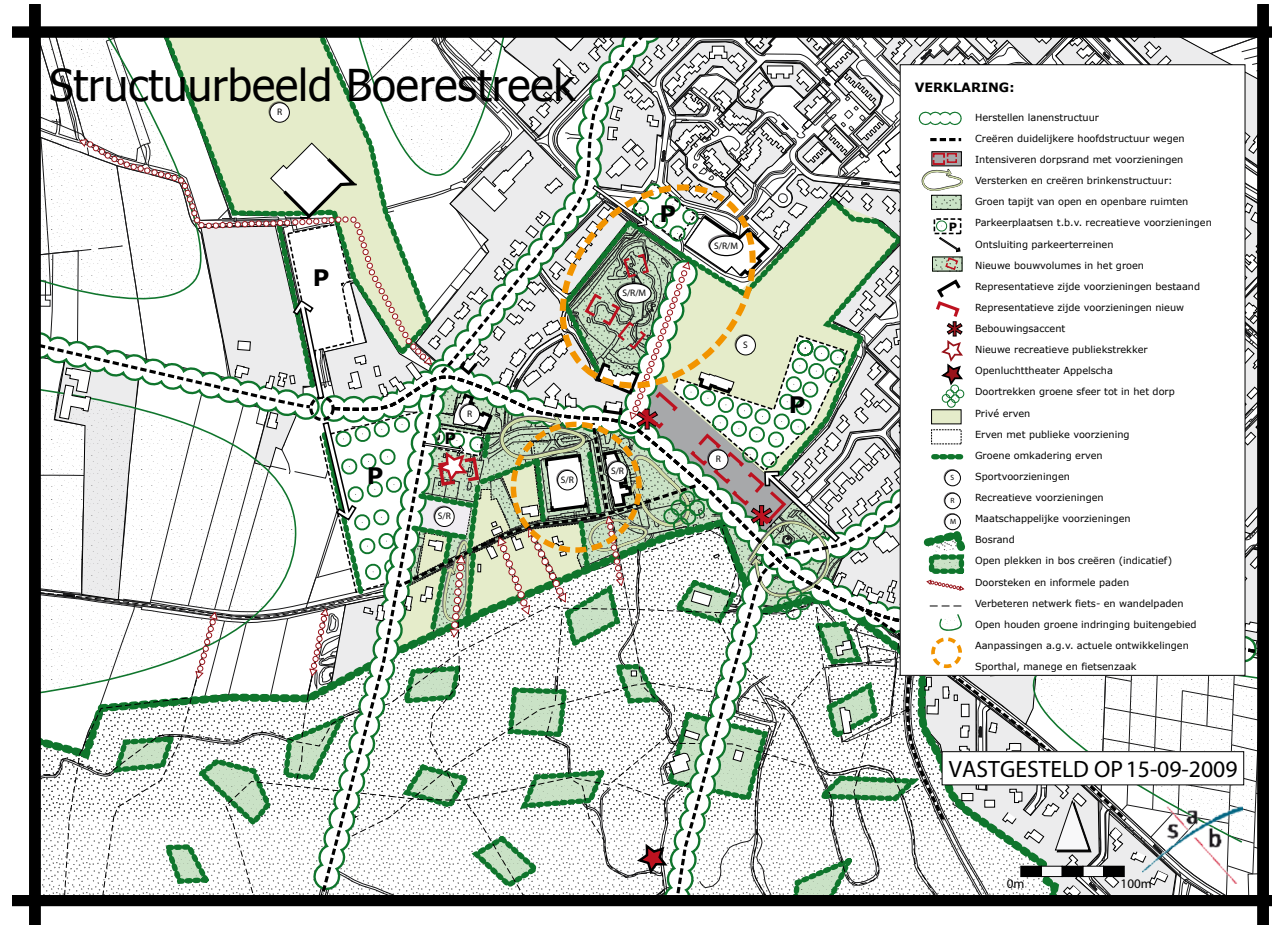 Structuurbeeld Boerestreek
R
P
P
S/R/M
S/R/M
S
P
R
P
S/R
S/R
R
P
S/R
VERKLARING:
Herstellen lanenstructuur
Creëren duidelijkere hoofdstructuur wegen
Intensiveren dorpsrand met voorzieningen
Versterken en creëren brinkenstructuur:
Groen tapijt van open en openbare ruimten
P Parkeerplaatsen t.b.v. recreatieve voorzieningen
Ontsluiting parkeerterreinen
Nieuwe bouwvolumes in het groen
Representatieve zijde voorzieningen bestaand
Representatieve zijde voorzieningen nieuw
Bebouwingsaccent
Nieuwe recreatieve publiekstrekker
Openluchttheater Appelscha
Doortrekken groene sfeer tot in het dorp
Privé erven
Erven met publieke voorziening
Groene omkadering erven
S Sportvoorzieningen
R Recreatieve voorzieningen
M Maatschappelijke voorzieningen
Bosrand
Open plekken in bos creëren (indicatief)
Doorsteken en informele paden
Verbeteren netwerk fiets- en wandelpaden
Open houden groene indringing buitengebied
Aanpassingen a.g.v. actuele ontwikkelingen
Sporthal, manege en fietsenzaak
VASTGESTELD OP 15-09-2009
s a b
0m 100m